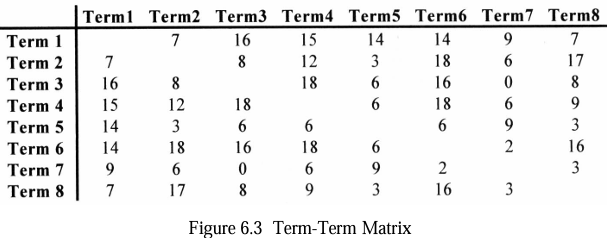 Term1 Term2 Term3 Term4 Term5 Term6 Term7 Term8
Term 1 7 16 15 14 14 9 7
Term 2 7 8 12 3 18 6 17
Term 3 16 8 18 6 16 0 8
Term 4 15 12 18 6 18 6 9
Term 5 14 3 6 6 6 9 3
Term 6 14 18 16 18 6 2 16
Term 7 9 6 0 6 9 2 3
Term 8 7 17 8 9 3 16 3
Figure 6.3 Term-Term Matrix